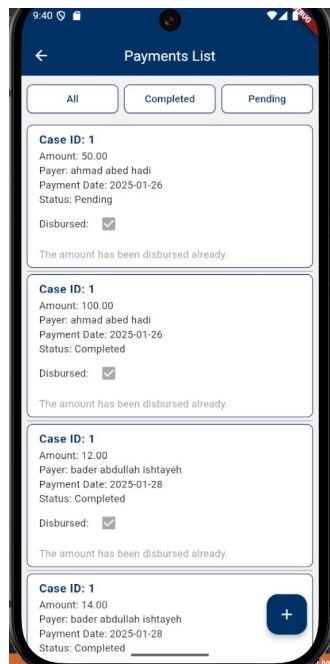 9:40
Payments List
All
Completed
Pending
Case ID: 1
Amount: 50.00
Payer: ahmad abed hadi
Payment Date: 2025-01-26
Status: Pending
Disbursed:
The amount has been disbursed already.
Case ID: 1
Amount: 100.00
Payer: ahmad abed hadi
Payment Date: 2025-01-26
Status: Completed
Disbursed:
The amount has been disbursed already.
Case ID: 1
Amount: 12.00
Payer: bader abdullah ishtayeh
Payment Date: 2025-01-28
Status: Completed
Disbursed:
The amount has been disbursed already.
Case ID: 1
Amount: 14.00
Payer: bader abdullah ishtayeh
Payment Date: 2025-01-28
Status: Completed
+